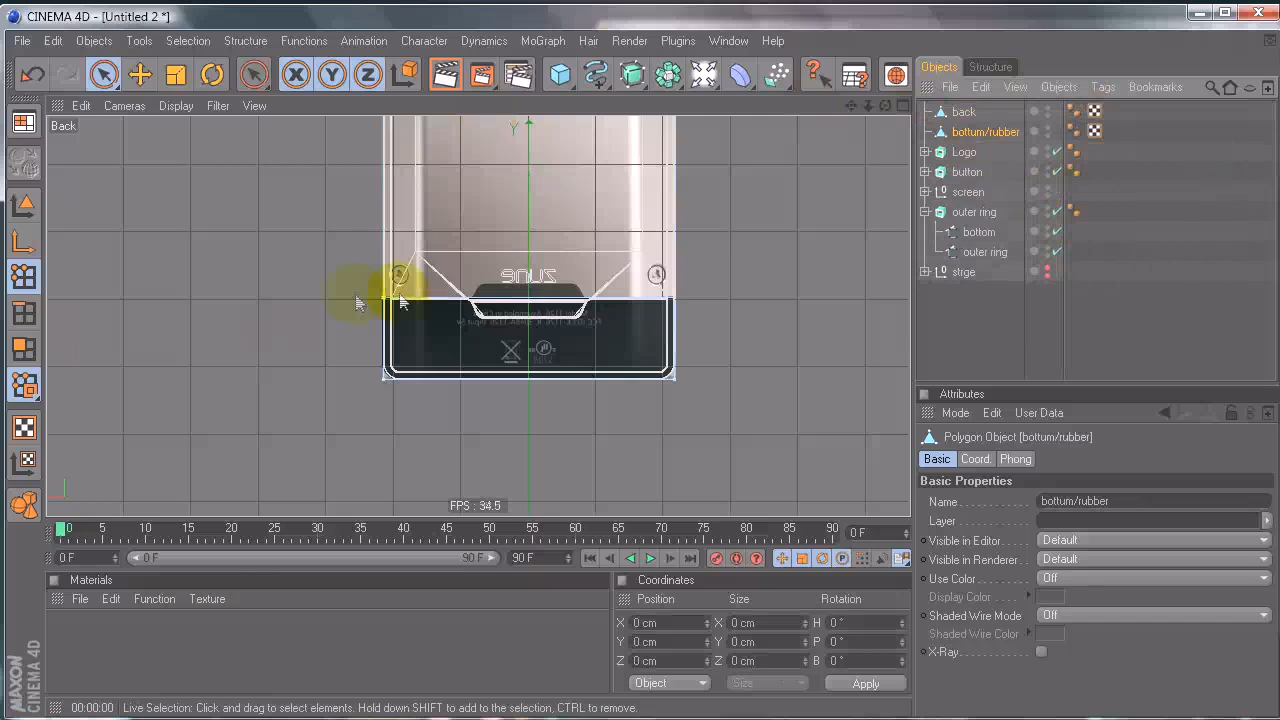 CINEMA 4D - [Untitled 2 *]
File Edit Objects Tools Selection Structure Functions Animation Character Dynamics MoGraph Hair Render Plugins Window Help
Objects Structure
Edit Cameras Display Filter View
File Edit View Objects Tags Bookmarks
Back
Y
back
bottum/rubber
Logo
button
screen
outer ring
bottom
outer ring
strge
Attributes
Mode Edit User Data
Polygon Object [bottum/rubber]
Basic Coord. Phong
Basic Properties
Name bottum/rubber
Layer
Visible in Editor Default
Visible in Renderer Default
Use Color Off
Display Color
Shaded Wire Mode Off
Shaded Wire Color
X-Ray
FPS : 34.5
0 5 10 15 20 25 30 35 40 45 50 55 60 65 70 75 80 85 90 0 F
0 F 0 F 90 F 90 F
Materials
File Edit Function Texture
Coordinates
Position Size Rotation
X 0 cm X 0 cm H 0 °
Y 0 cm Y 0 cm P 0 °
Z 0 cm Z 0 cm B 0 °
Object Size Apply
MAXON
CINEMA 4D
00:00:00 Live Selection: Click and drag to select elements. Hold down SHIFT to add to the selection, CTRL to remove.